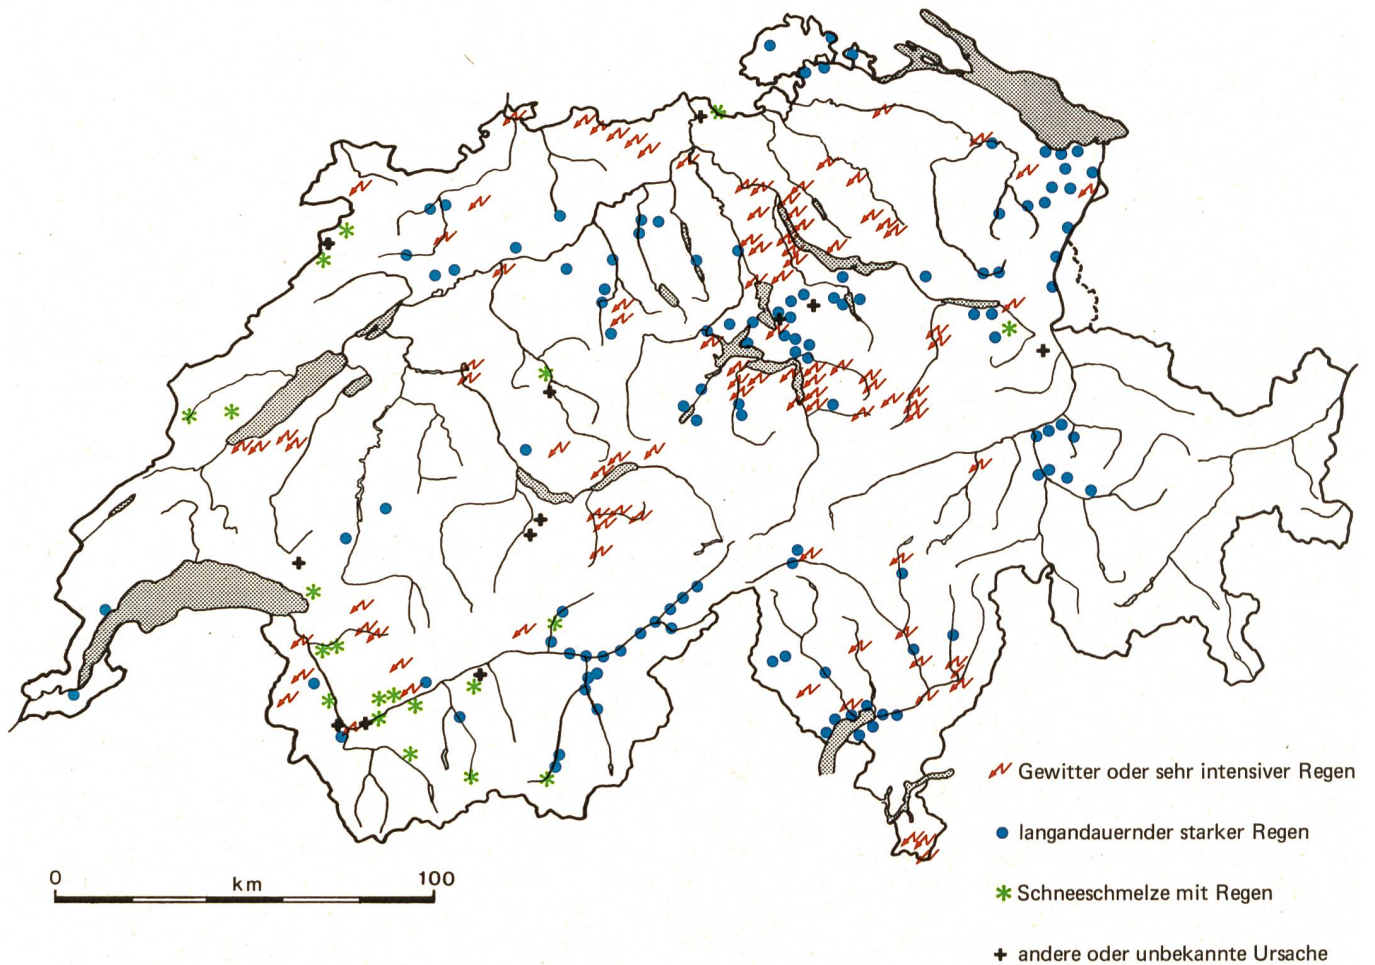 Gewitter oder sehr intensiver Regen
langandauernder starker Regen
Schneeschmelze mit Regen
andere oder unbekannte Ursache
0 km 100